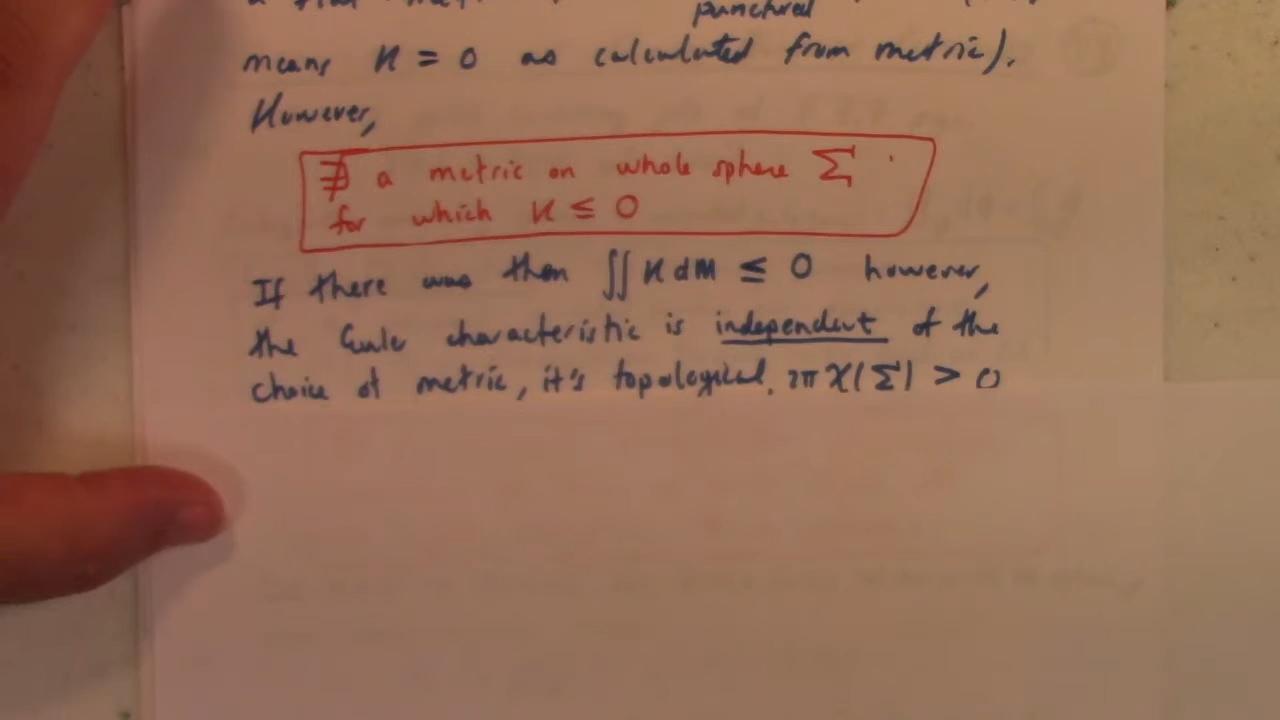 punctured
means K = 0 as calculated from metric).
However,
∄ a metric on whole sphere Σ
for which K ≤ 0
If there was then ∬ K dM ≤ 0 however,
the Euler characteristic is independent of the
choice of metric, it's topological. 2π χ(Σ) > 0